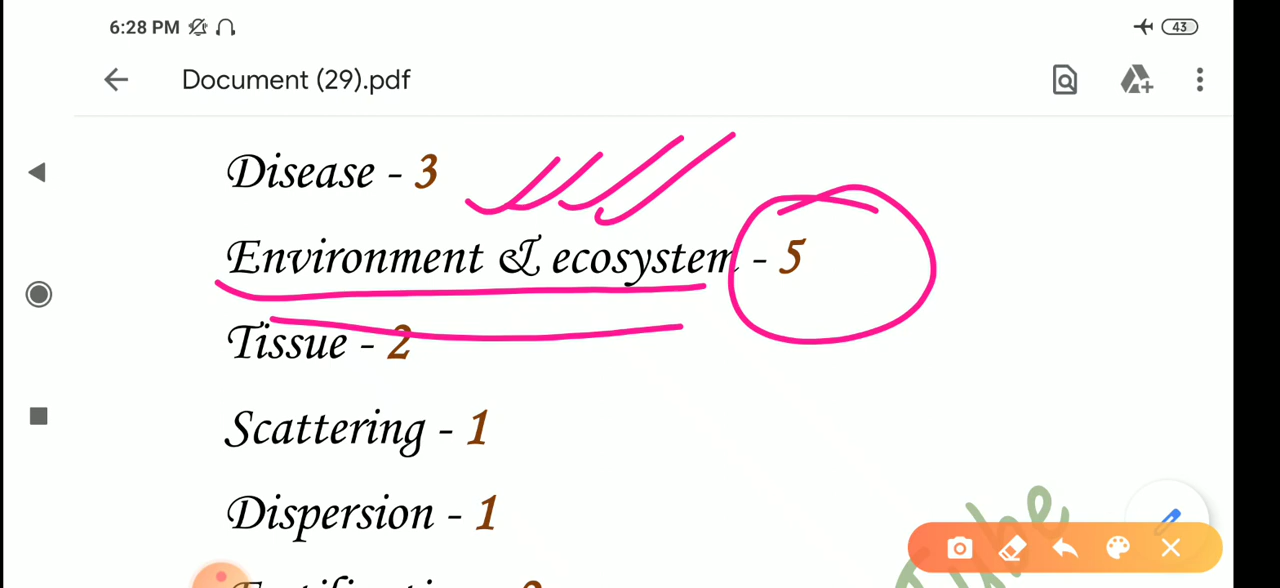 6:28 PM
43
Document (29).pdf
Disease - 3
Environment & ecosystem - 5
Tissue - 2
Scattering - 1
Dispersion - 1